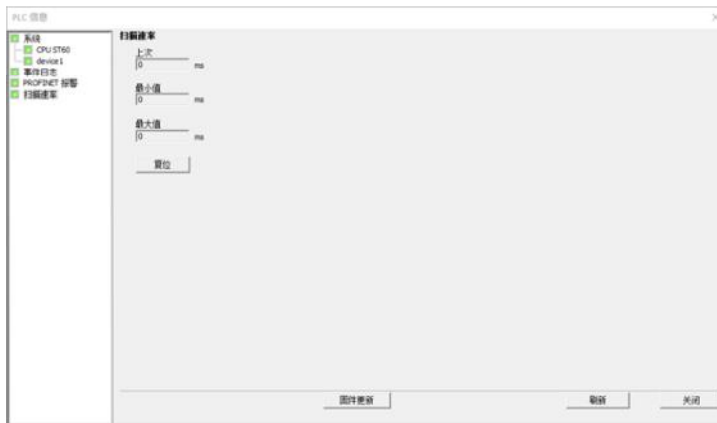 PLC 信息
系统
CPU ST60
device1
事件日志
PROFINET 报警
扫描速率
扫描速率
上次
0 ms
最小值
0 ms
最大值
0 ms
复位
固件更新
刷新
关闭